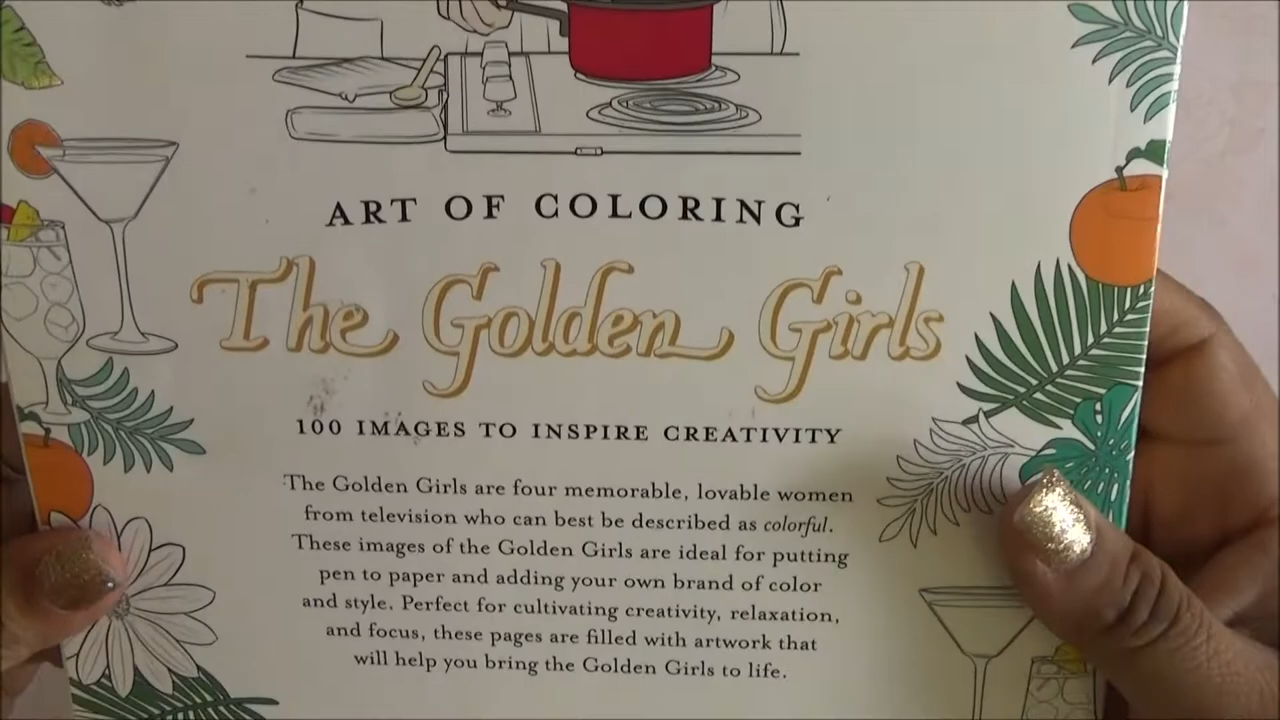 ART OF COLORING
The Golden Girls
100 IMAGES TO INSPIRE CREATIVITY
The Golden Girls are four memorable, lovable women
from television who can best be described as colorful.
These images of the Golden Girls are ideal for putting
pen to paper and adding your own brand of color
and style. Perfect for cultivating creativity, relaxation,
and focus, these pages are filled with artwork that
will help you bring the Golden Girls to life.